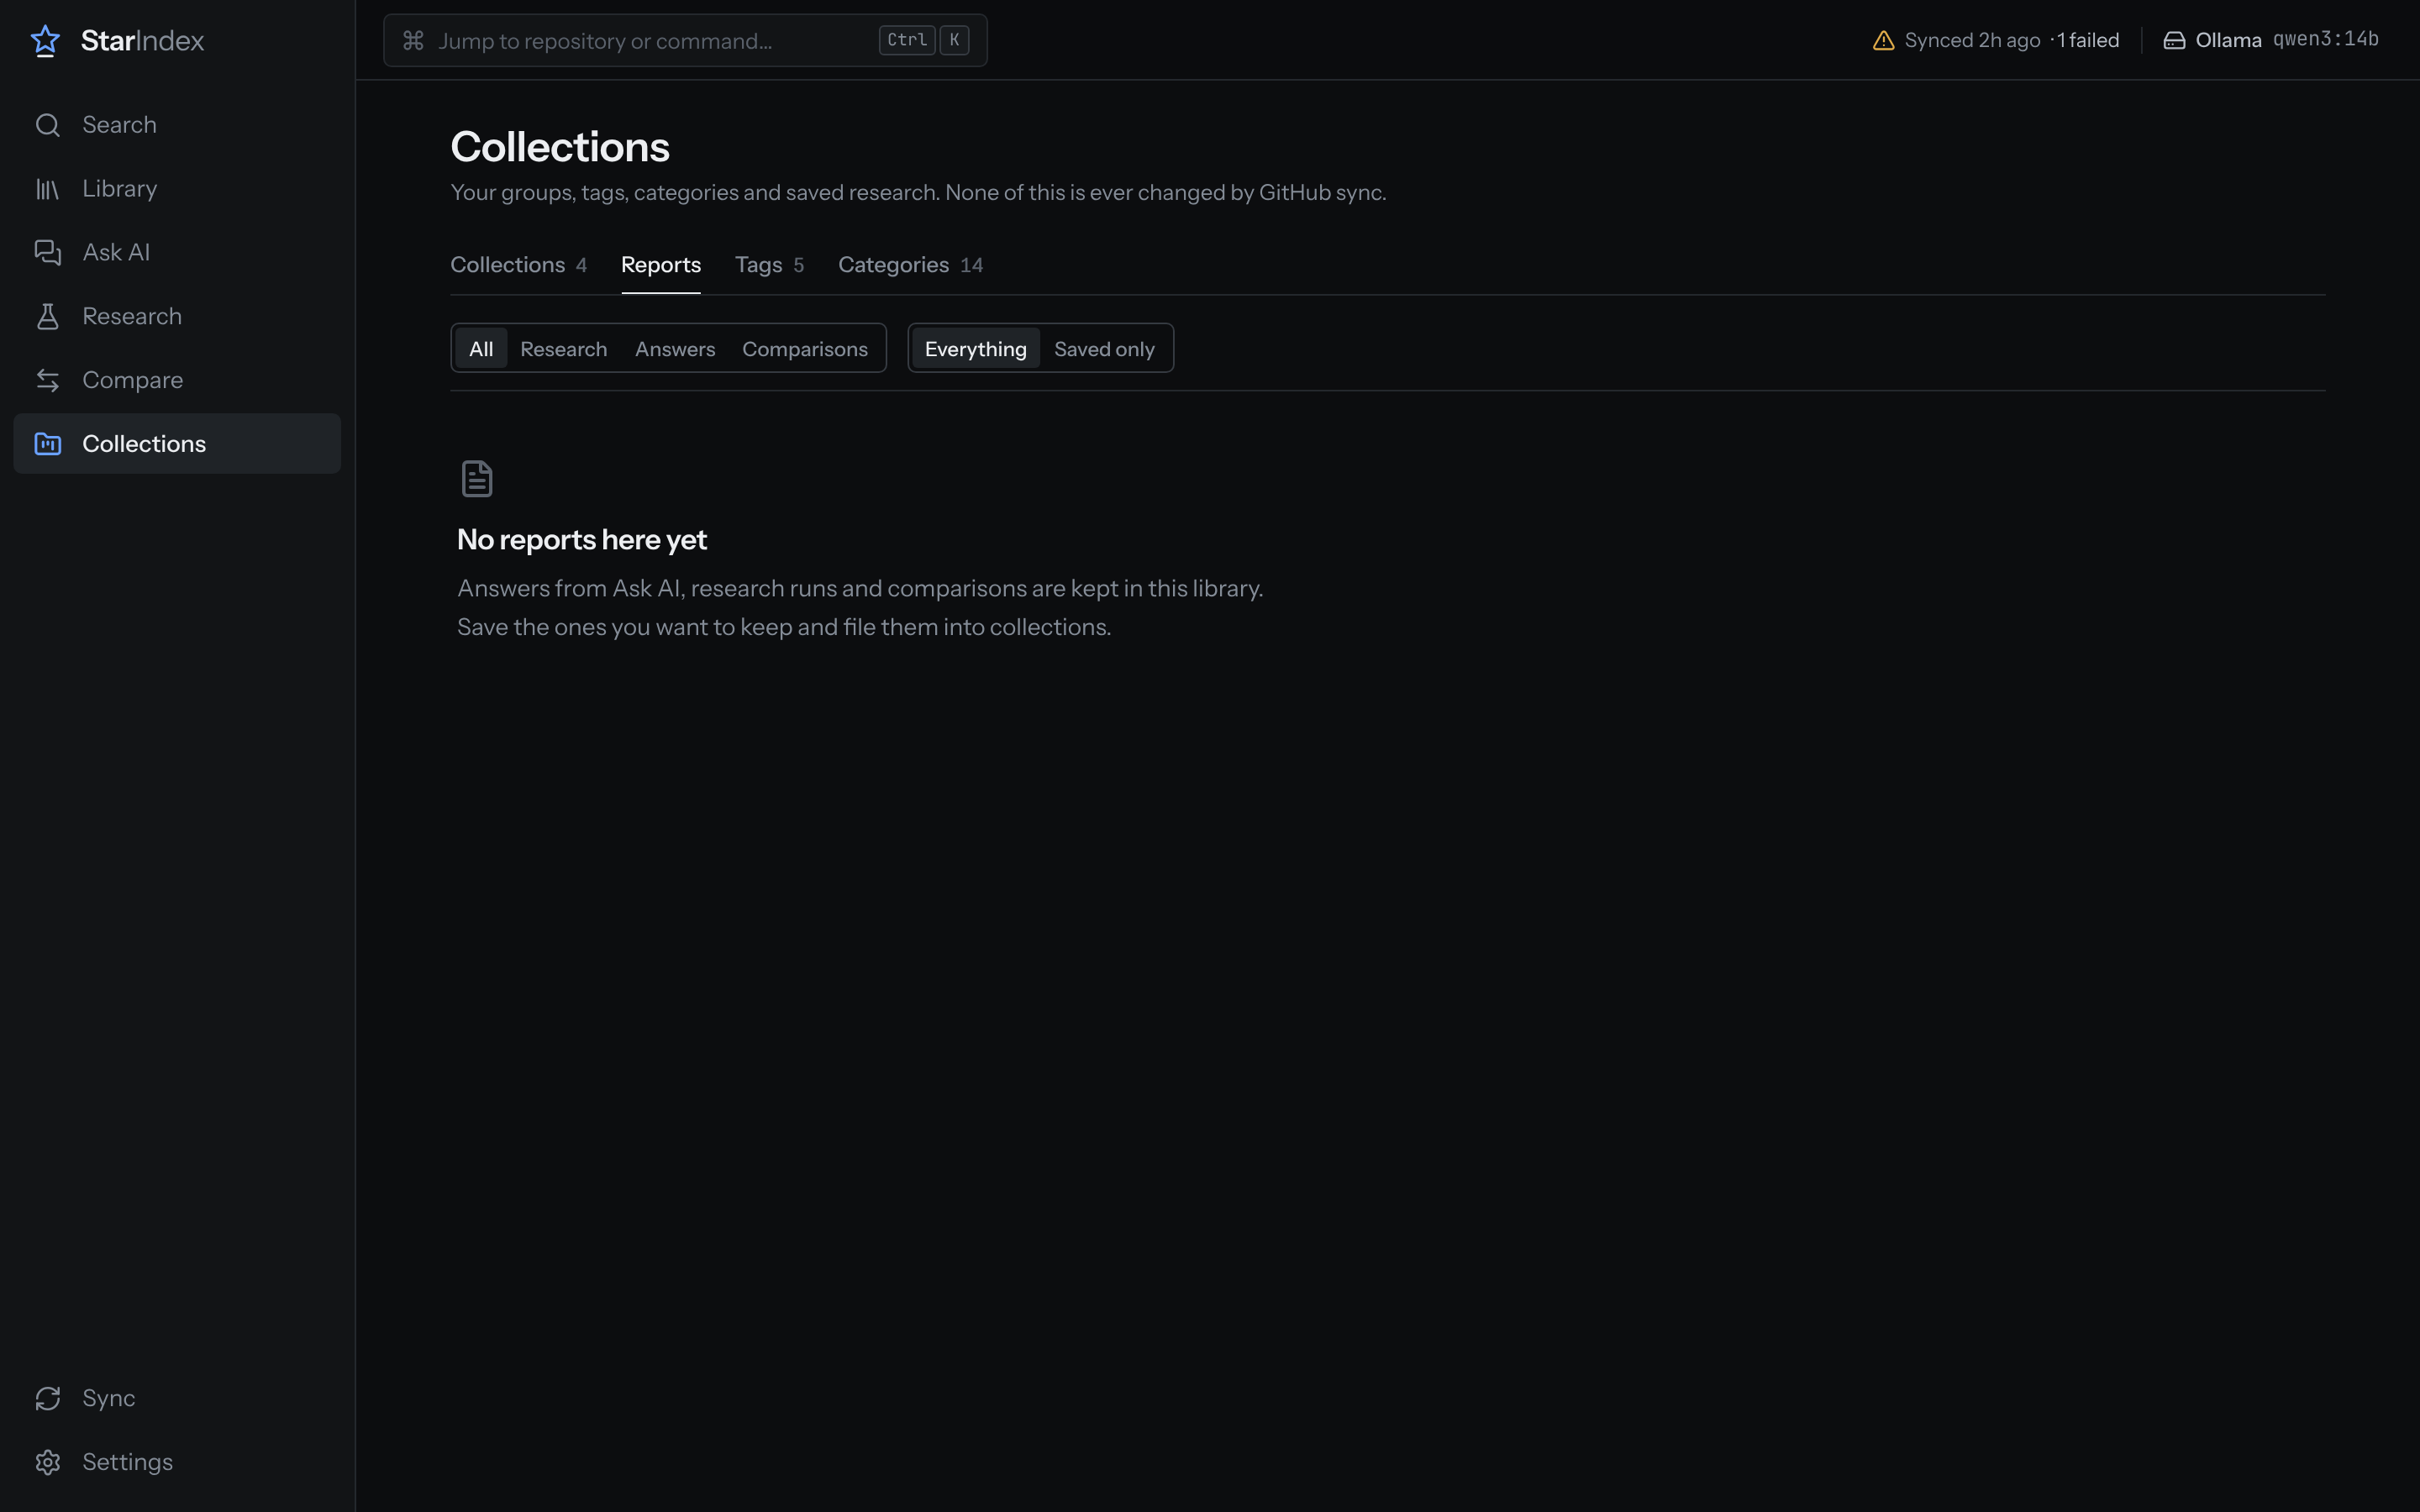 StarIndex
⌘ Jump to repository or command... Ctrl K
Synced 2h ago · 1 failed
Ollama qwen3:14b
Search
Library
Ask AI
Research
Compare
Collections
Sync
Settings
Collections
Your groups, tags, categories and saved research. None of this is ever changed by GitHub sync.
Collections 4 Reports Tags 5 Categories 14
All Research Answers Comparisons Everything Saved only
No reports here yet
Answers from Ask AI, research runs and comparisons are kept in this library.
Save the ones you want to keep and file them into collections.